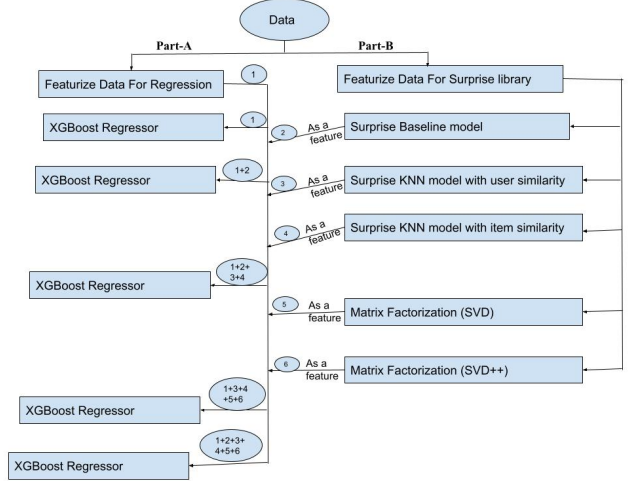 Data
Part-A
Part-B
Featurize Data For Regression
1
Featurize Data For Surprise library
XGBoost Regressor
1
2
As a
feature
Surprise Baseline model
XGBoost Regressor
1+2
3
As a
feature
Surprise KNN model with user similarity
4
As a
feature
Surprise KNN model with item similarity
XGBoost Regressor
1+2+
3+4
5
As a
feature
Matrix Factorization (SVD)
6
As a
feature
Matrix Factorization (SVD++)
XGBoost Regressor
1+3+4
+5+6
XGBoost Regressor
1+2+3+
4+5+6